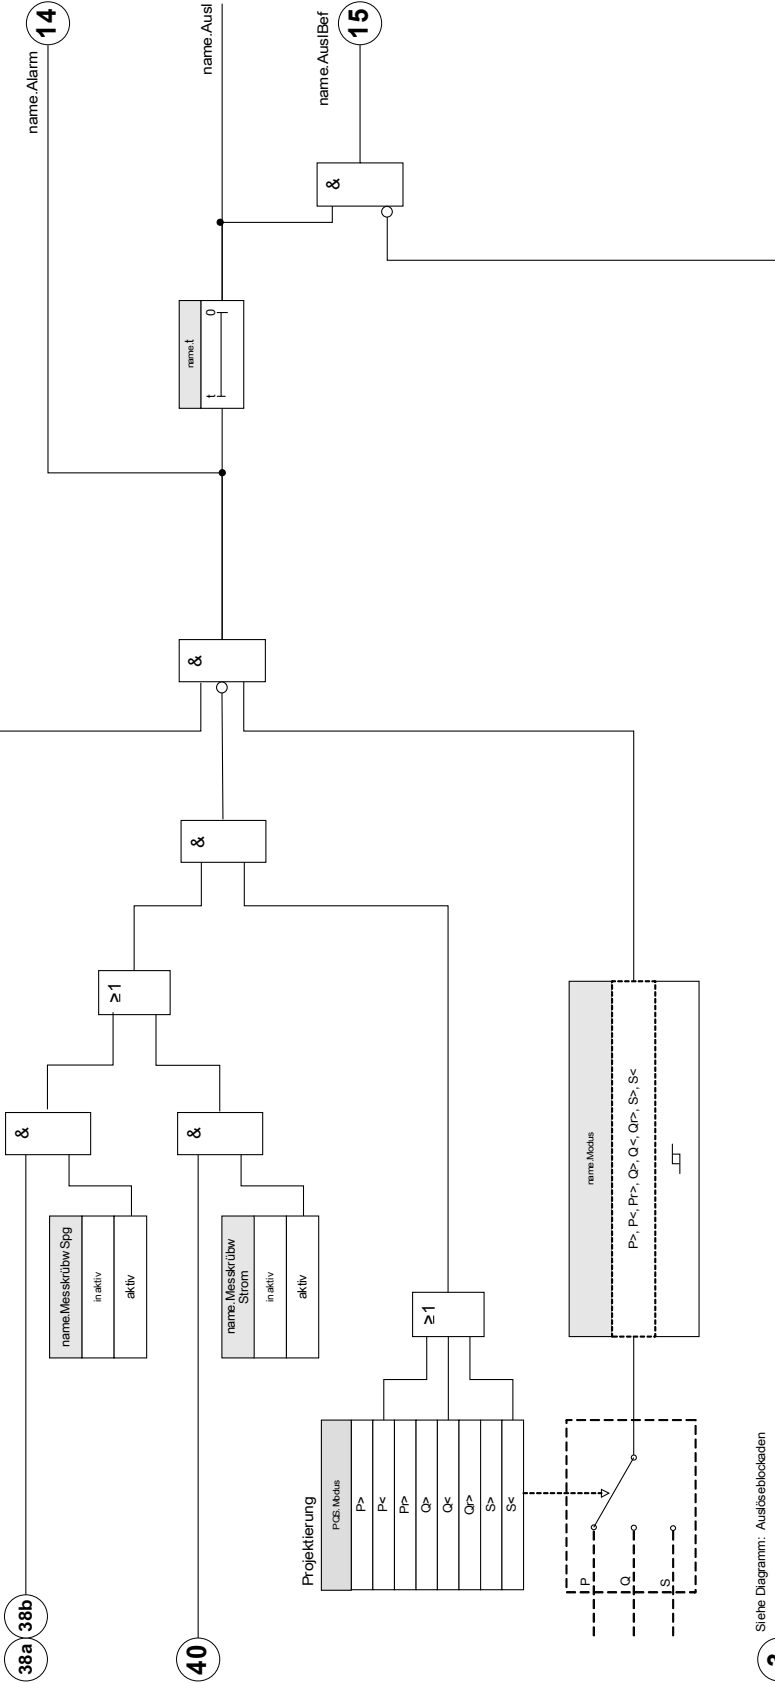 14
name.Alarm
name.Ausl
15
name.AuslBef
&
name.t
t
0
&
&
≥1
&
&
38a
38b
name.Messkrübw Spg
inaktiv
aktiv
40
name.Messkrübw
Strom
inaktiv
aktiv
≥1
Projektierung
PQS.Modus
P>
P<
Pr>
Q>
Q<
Qr>
S>
S<
name.Modus
P>, P<, Pr>, Q>, Q<, Qr>, S>, S<
P
Q
S
Siehe Diagramm: Auslöseblockaden